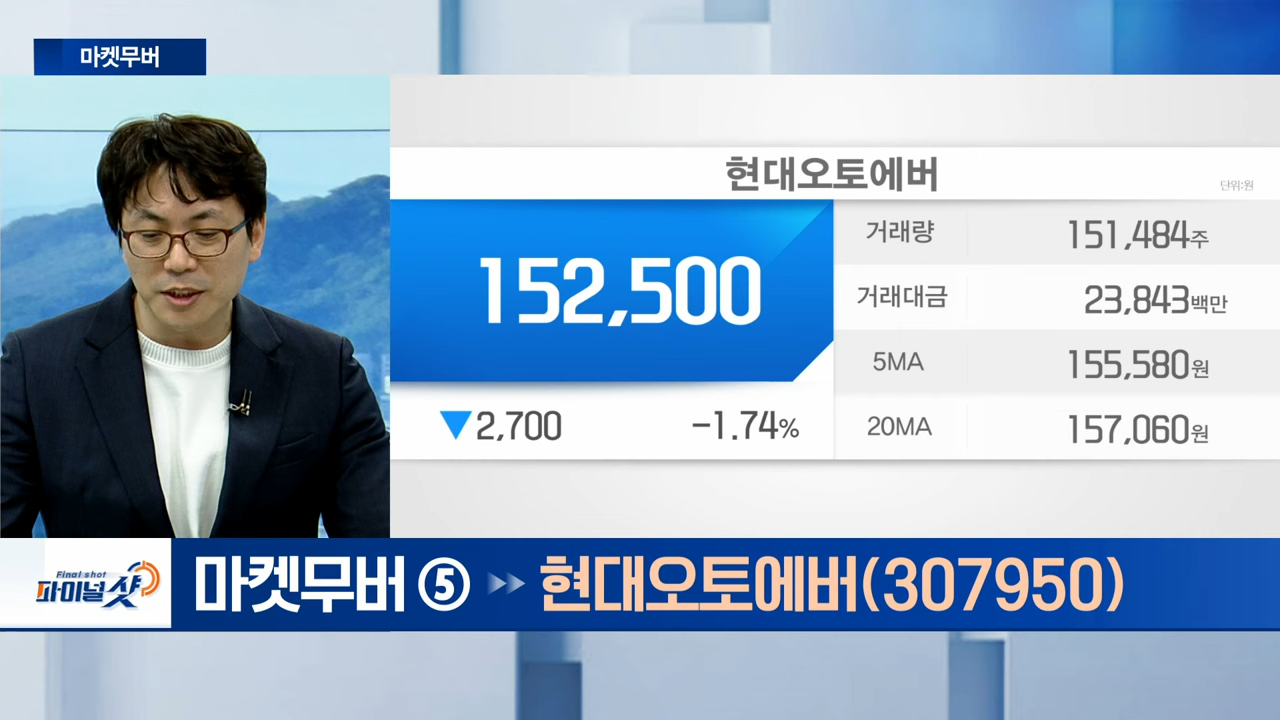 마켓무버
현대오토에버
단위:원
152,500
▼2,700 -1.74%
거래량 151,484주
거래대금 23,843백만
5MA 155,580원
20MA 157,060원
Final shot
파이널샷
마켓무버 ⑤ 현대오토에버(307950)